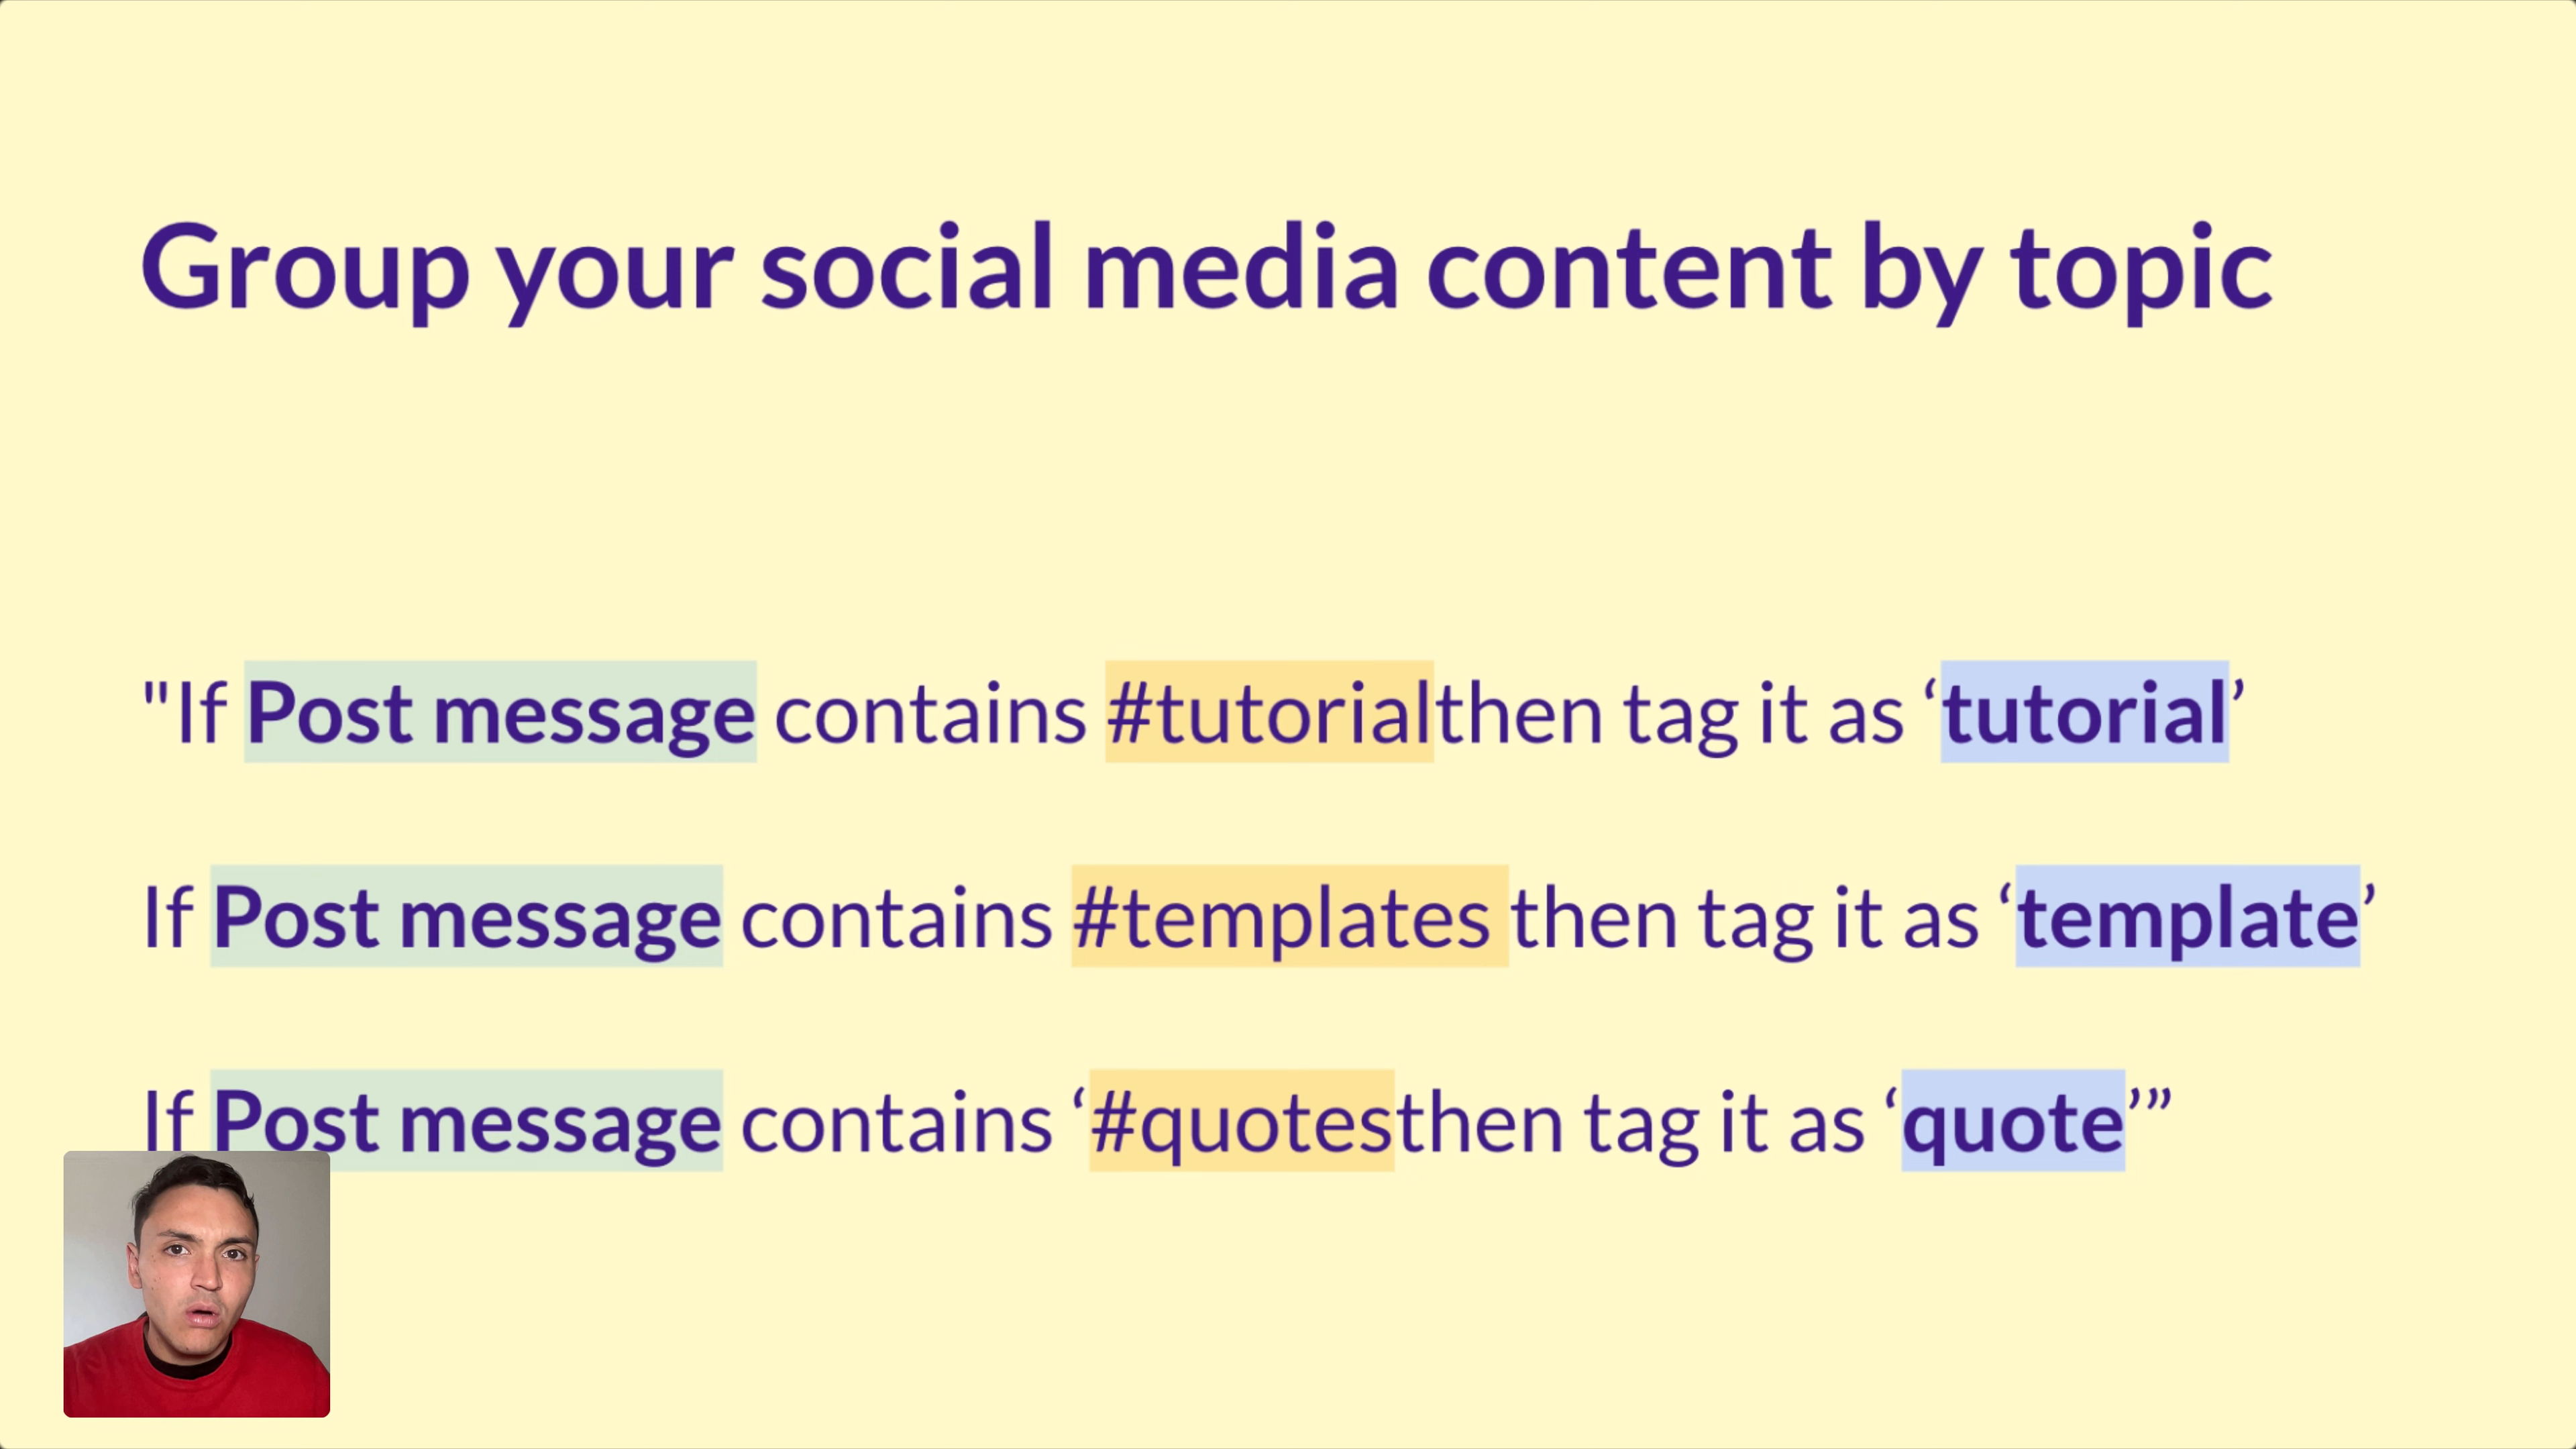 Group your social media content by topic
"If Post message contains #tutorialthen tag it as ‘tutorial’
If Post message contains #templates then tag it as ‘template’
If Post message contains ‘#quotesthen tag it as ‘quote’”